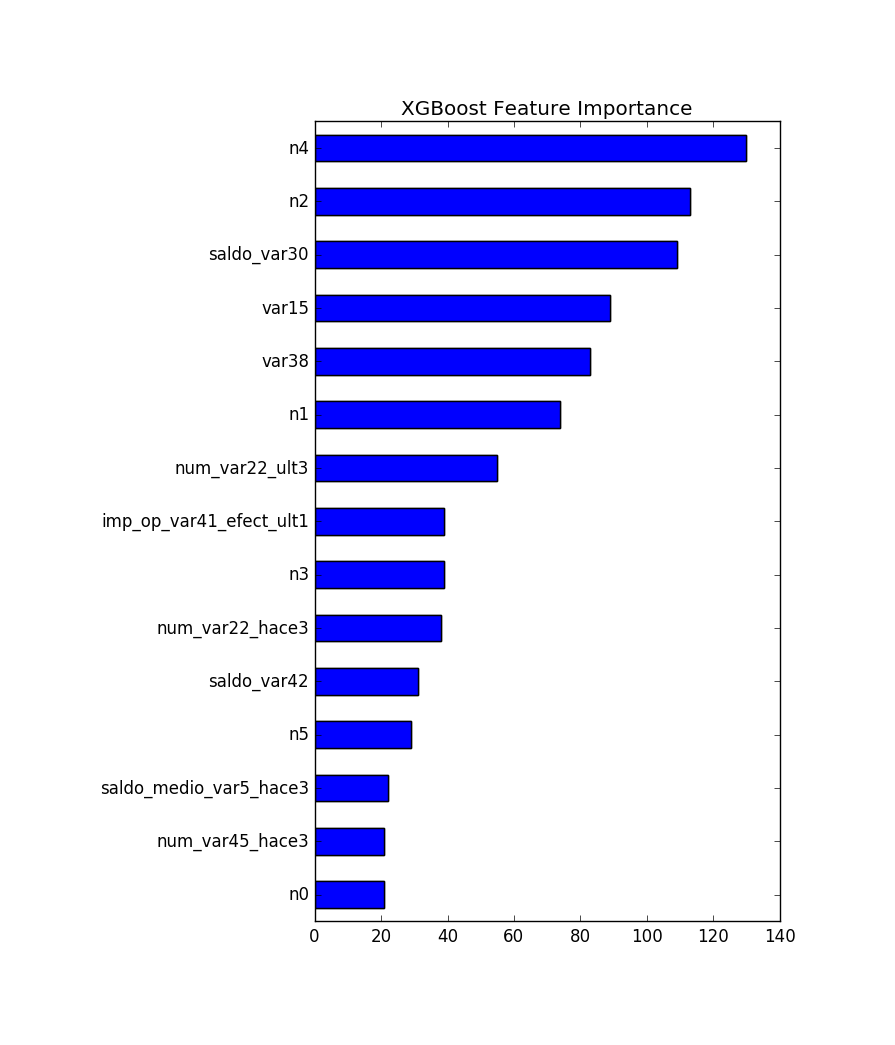 XGBoost Feature Importance
n4
n2
saldo_var30
var15
var38
n1
num_var22_ult3
imp_op_var41_efect_ult1
n3
num_var22_hace3
saldo_var42
n5
saldo_medio_var5_hace3
num_var45_hace3
n0
0 20 40 60 80 100 120 140